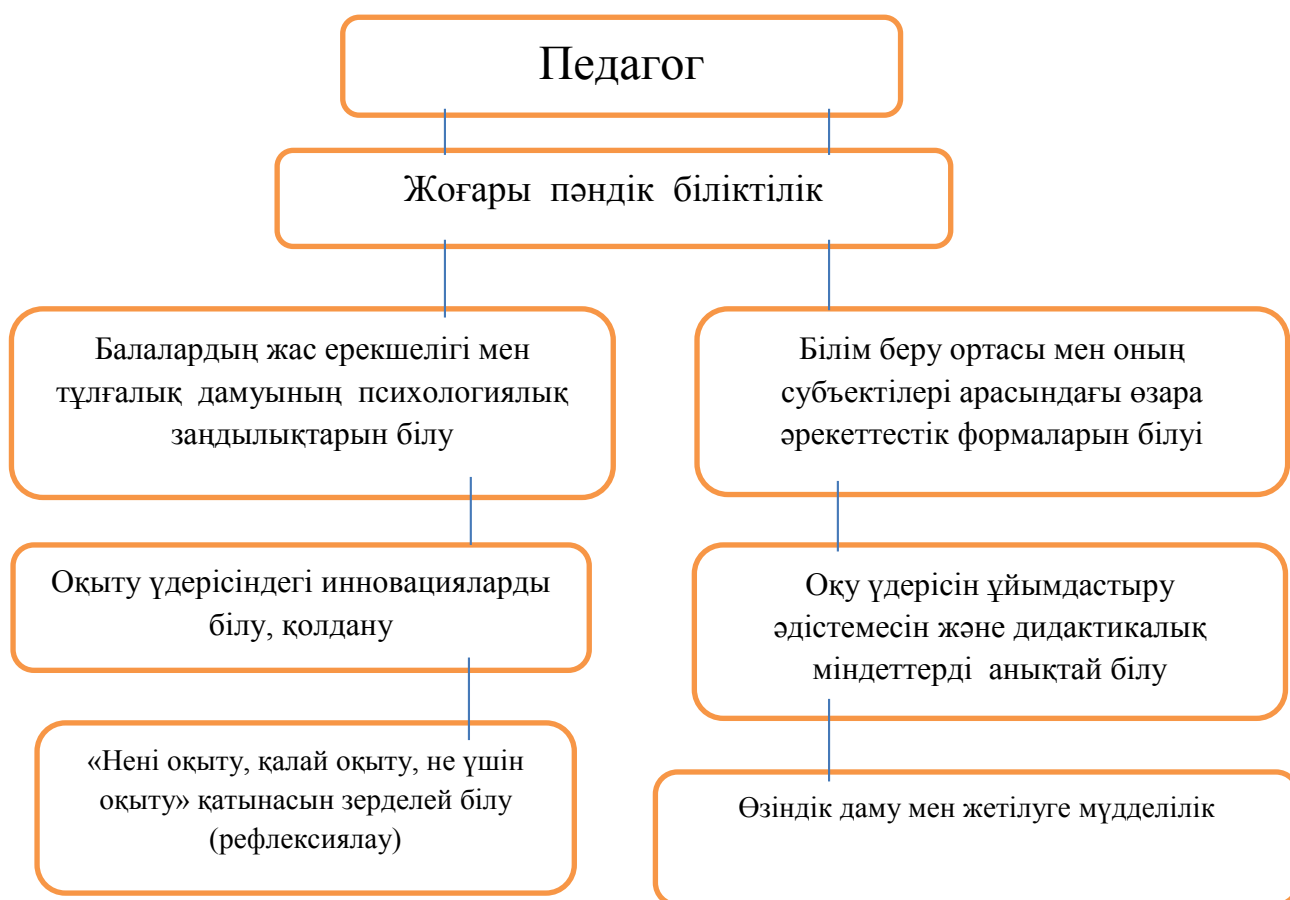 Педагог
Жоғары пәндік біліктілік
Балалардың жас ерекшелігі мен
тұлғалық дамуының психологиялық
заңдылықтарын білу
Білім беру ортасы мен оның
субъектілері арасындағы өзара
әрекеттестік формаларын білуі
Оқыту үдерісіндегі инновацияларды
білу, қолдану
Оқу үдерісін ұйымдастыру
әдістемесін және дидактикалық
міндеттерді анықтай білу
«Нені оқыту, қалай оқыту, не үшін
оқыту» қатынасын зерделей білу
(рефлексиялау)
Өзіндік даму мен жетілуге мүдделілік